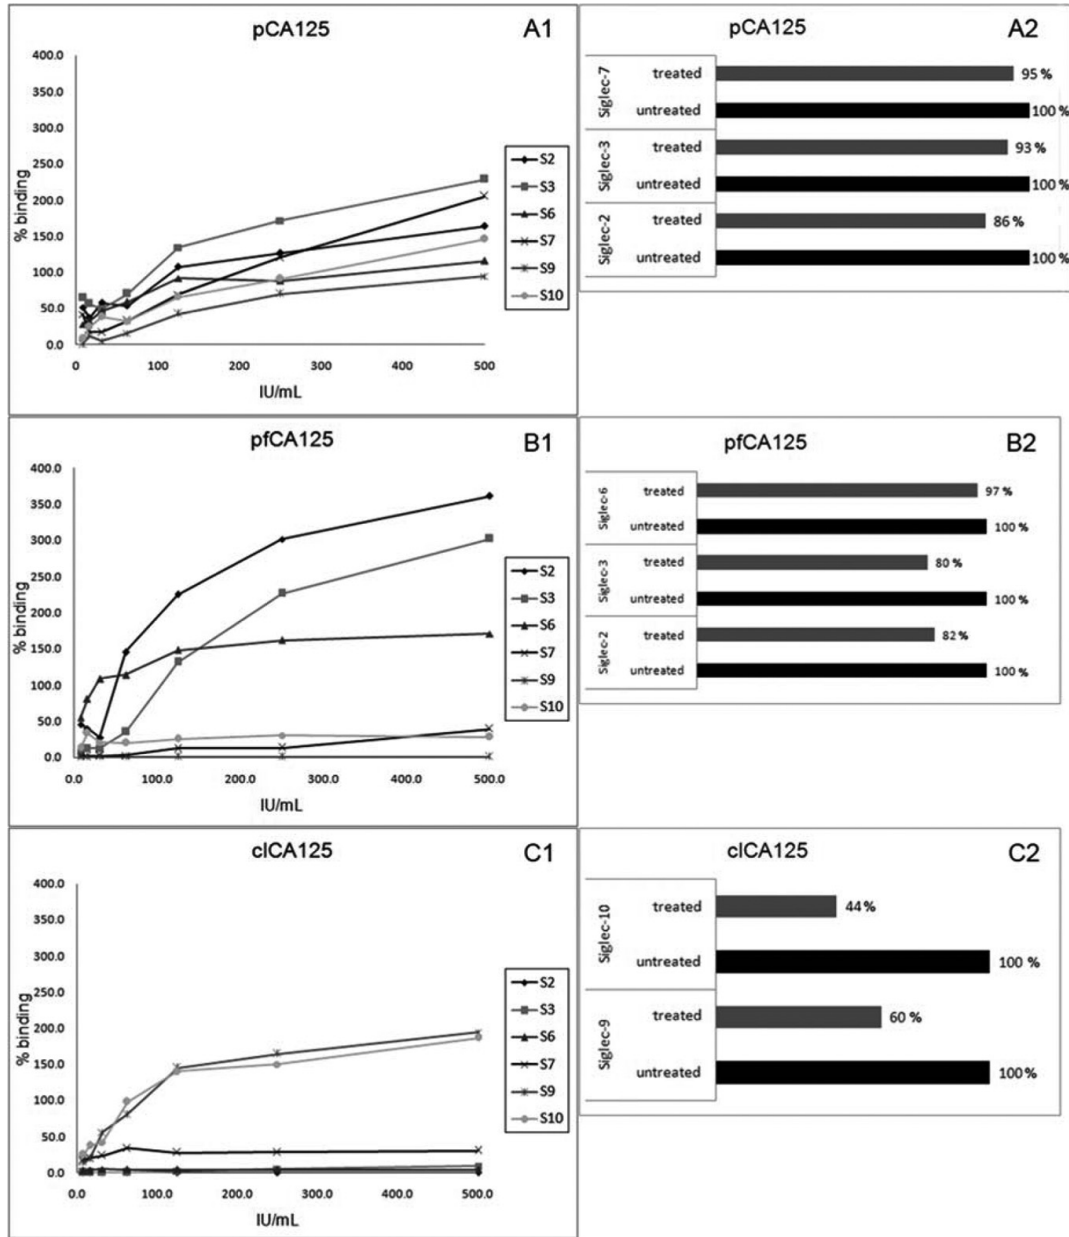 pCA125 A1
400.0
350.0
300.0
250.0
200.0
150.0
100.0
50.0
0.0
% binding
0 100 200 300 400 500
IU/mL
S2
S3
S6
S7
S9
S10
pCA125 A2
Siglec-7
treated 95 %
untreated 100 %
Siglec-3
treated 93 %
untreated 100 %
Siglec-2
treated 86 %
untreated 100 %
pfCA125 B1
400.0
350.0
300.0
250.0
200.0
150.0
100.0
50.0
0.0
% binding
0.0 100.0 200.0 300.0 400.0 500.0
IU/mL
S2
S3
S6
S7
S9
S10
pfCA125 B2
Siglec-6
treated 97 %
untreated 100 %
Siglec-3
treated 80 %
untreated 100 %
Siglec-2
treated 82 %
untreated 100 %
clCA125 C1
400.0
350.0
300.0
250.0
200.0
150.0
100.0
50.0
0.0
% binding
0.0 100.0 200.0 300.0 400.0 500.0
IU/mL
S2
S3
S6
S7
S9
S10
clCA125 C2
Siglec-10
treated 44 %
untreated 100 %
Siglec-9
treated 60 %
untreated 100 %